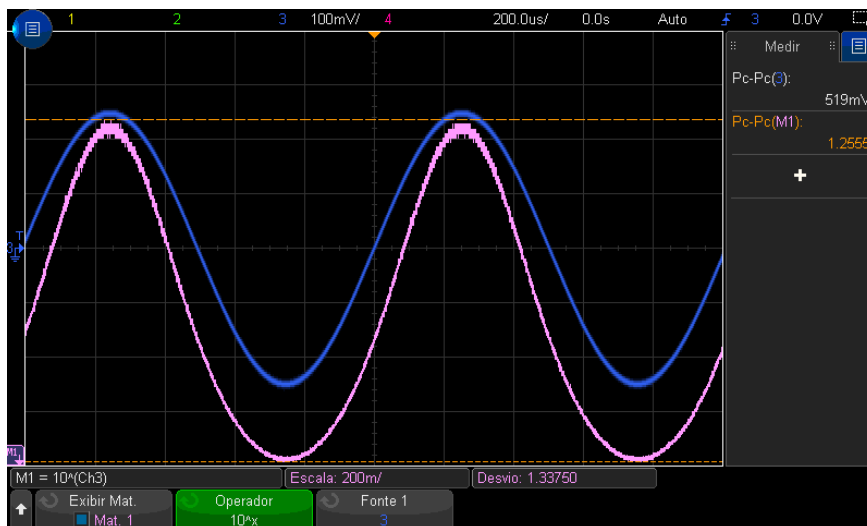 1 2 3 100mV/ 4 200.0us/ 0.0s Auto 3 0.0V
Medir
Pc-Pc(3):
519mV
Pc-Pc(M1):
1.2555
+
T
3
M1
M1 = 10^(Ch3) Escala: 200m/ Desvio: 1.33750
Exibir Mat. Operador Fonte 1
Mat. 1 10^x 3